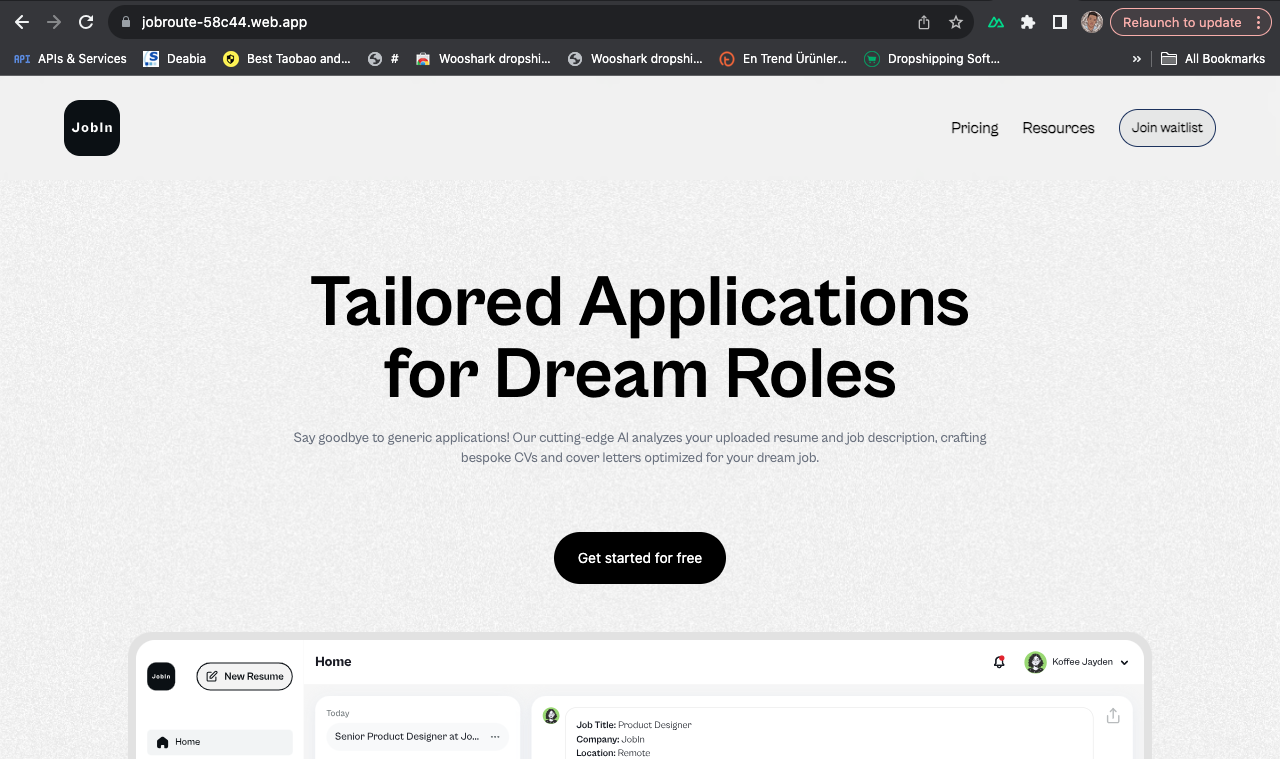 jobroute-58c44.web.app
Relaunch to update
API APIs & Services
Deabia
Best Taobao and...
#
Wooshark dropshi...
Wooshark dropshi...
En Trend Ürünler...
Dropshipping Soft...
»
All Bookmarks
JobIn
Pricing
Resources
Join waitlist
Tailored Applications
for Dream Roles
Say goodbye to generic applications! Our cutting-edge AI analyzes your uploaded resume and job description, crafting
bespoke CVs and cover letters optimized for your dream job.
Get started for free
JobIn
New Resume
Home
Home
Koffee Jayden
Today
Senior Product Designer at Jo...
Job Title: Product Designer
Company: JobIn
Location: Remote